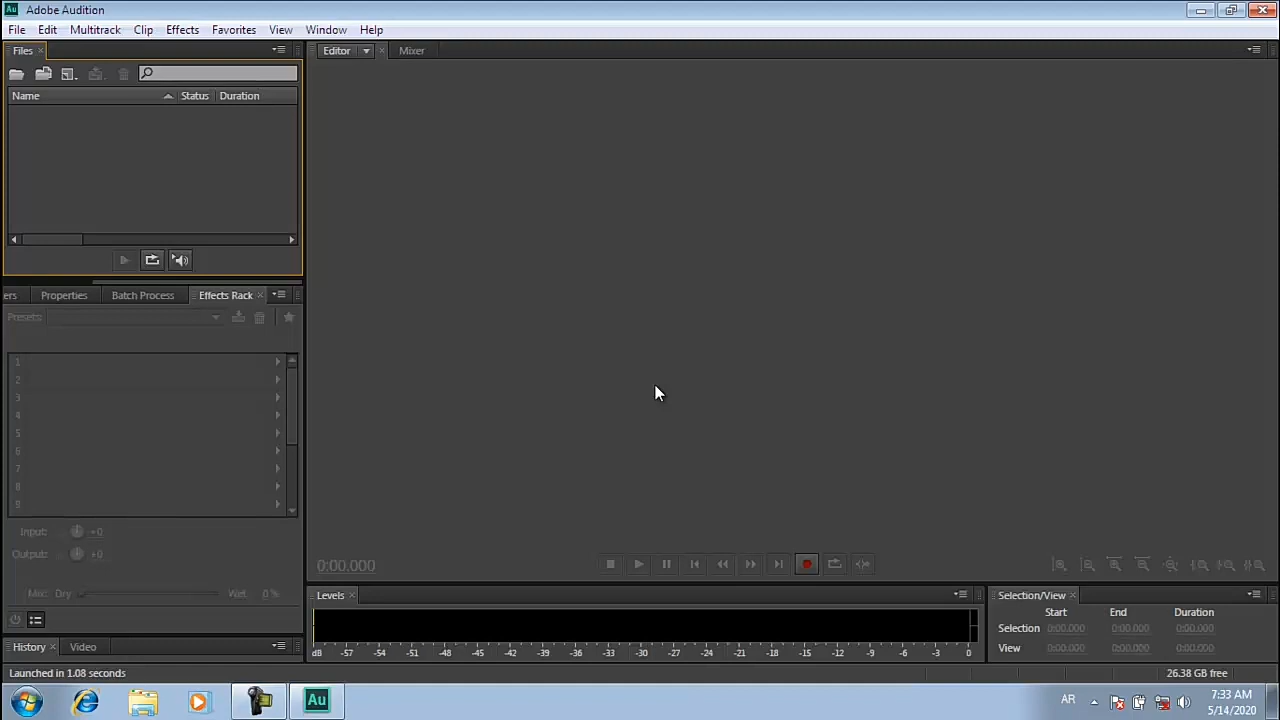 Adobe Audition
File Edit Multitrack Clip Effects Favorites View Window Help
Files
Editor Mixer
Name Status Duration
ers Properties Batch Process Effects Rack
Presets:
1
2
3
4
5
6
7
8
9
Input: +0
Output: +0
Mix: Dry Wet 0 %
0:00.000
History Video
Levels
dB -57 -54 -51 -48 -45 -42 -39 -36 -33 -30 -27 -24 -21 -18 -15 -12 -9 -6 -3 0
Selection/View
Start End Duration
Selection 0:00.000 0:00.000 0:00.000
View 0:00.000 0:00.000 0:00.000
Launched in 1.08 seconds
26.38 GB free
Au
AR
7:33 AM
5/14/2020